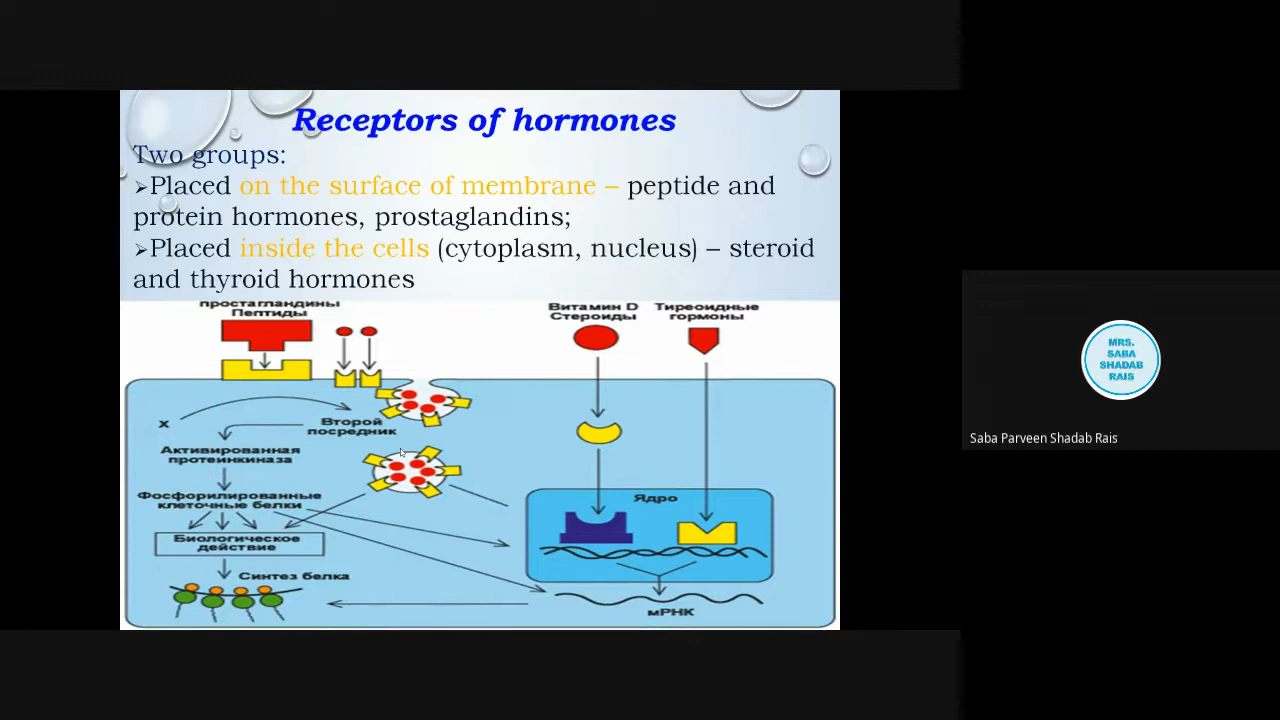 Receptors of hormones
Two groups:
➢Placed on the surface of membrane – peptide and
protein hormones, prostaglandins;
➢Placed inside the cells (cytoplasm, nucleus) – steroid
and thyroid hormones
простагландины
Пептиды
Витамин D
Стероиды
Тиреоидные
гормоны
x
Второй
посредник
Активированная
протеинкиназа
Фосфорилированные
клеточные белки
Биологическое
действие
Синтез белка
Ядро
мРНК
MRS.
SABA
SHADAB
RAIS
Saba Parveen Shadab Rais